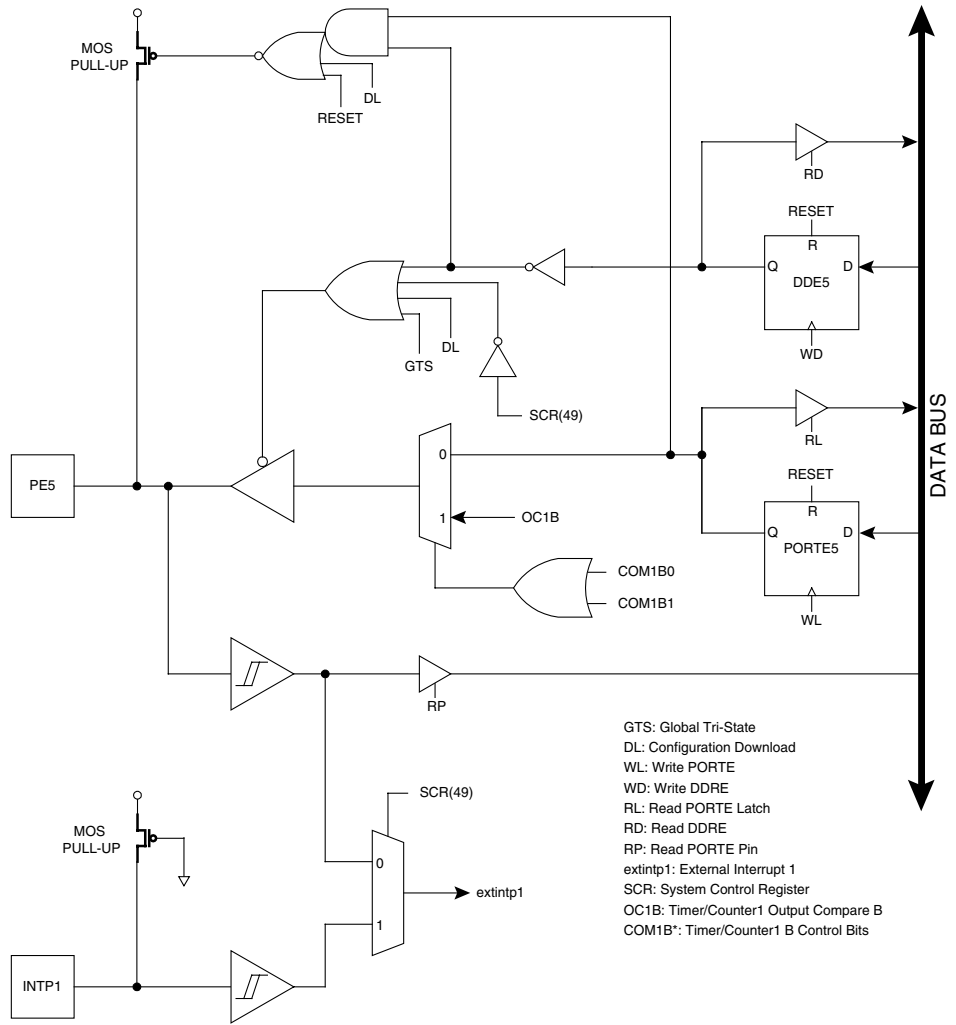 MOS
PULL-UP
DL
RESET
RD
RESET
R
Q
D
DDE5
WD
DL
GTS
SCR(49)
RL
DATA BUS
0
PE5
RESET
R
1
OC1B
Q
D
PORTE5
COM1B0
COM1B1
WL
RP
GTS: Global Tri-State
DL: Configuration Download
WL: Write PORTE
WD: Write DDRE
RL: Read PORTE Latch
RD: Read DDRE
RP: Read PORTE Pin
extintp1: External Interrupt 1
SCR: System Control Register
OC1B: Timer/Counter1 Output Compare B
COM1B*: Timer/Counter1 B Control Bits
SCR(49)
MOS
PULL-UP
0
extintp1
1
INTP1